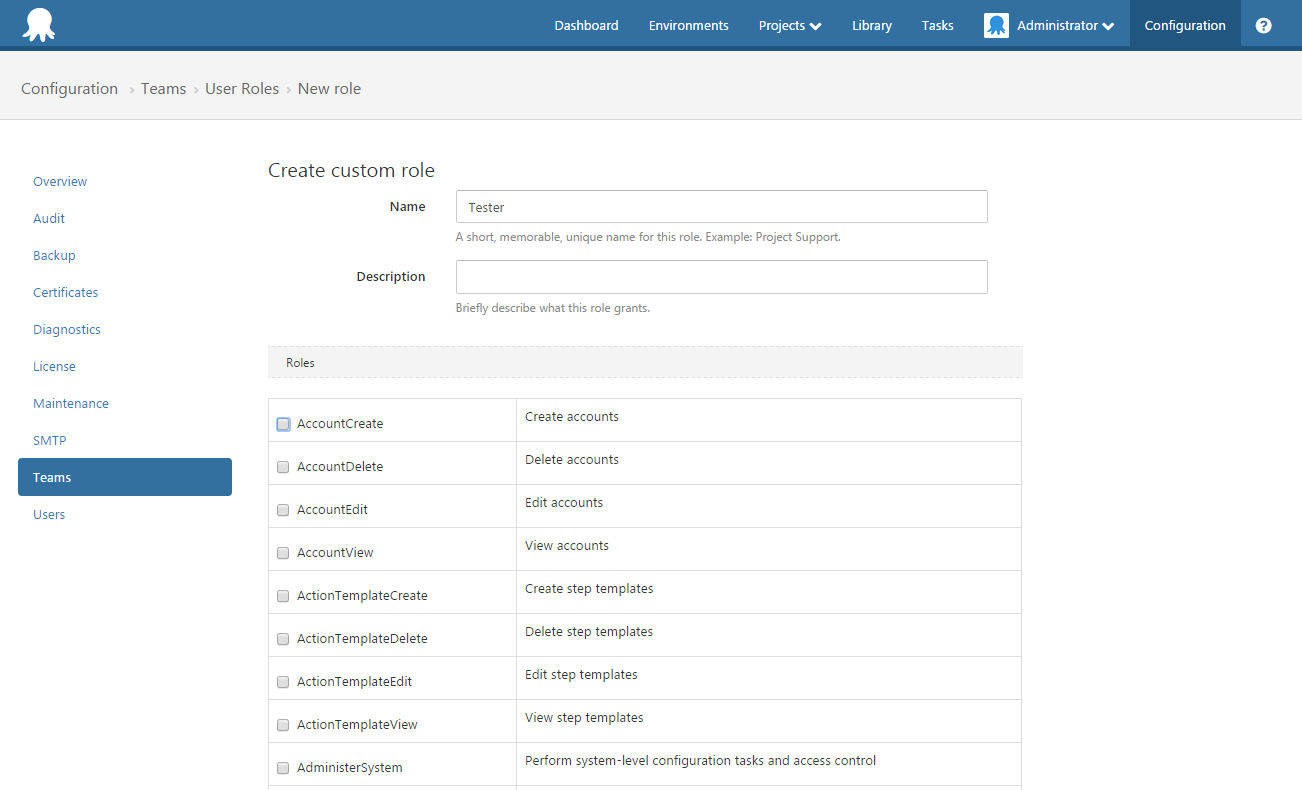 Dashboard Environments Projects Library Tasks Administrator Configuration ?
Configuration › Teams › User Roles › New role
Overview
Audit
Backup
Certificates
Diagnostics
License
Maintenance
SMTP
Teams
Users
Create custom role
Name Tester
A short, memorable, unique name for this role. Example: Project Support.
Description
Briefly describe what this role grants.
Roles
AccountCreate Create accounts
AccountDelete Delete accounts
AccountEdit Edit accounts
AccountView View accounts
ActionTemplateCreate Create step templates
ActionTemplateDelete Delete step templates
ActionTemplateEdit Edit step templates
ActionTemplateView View step templates
AdministerSystem Perform system-level configuration tasks and access control